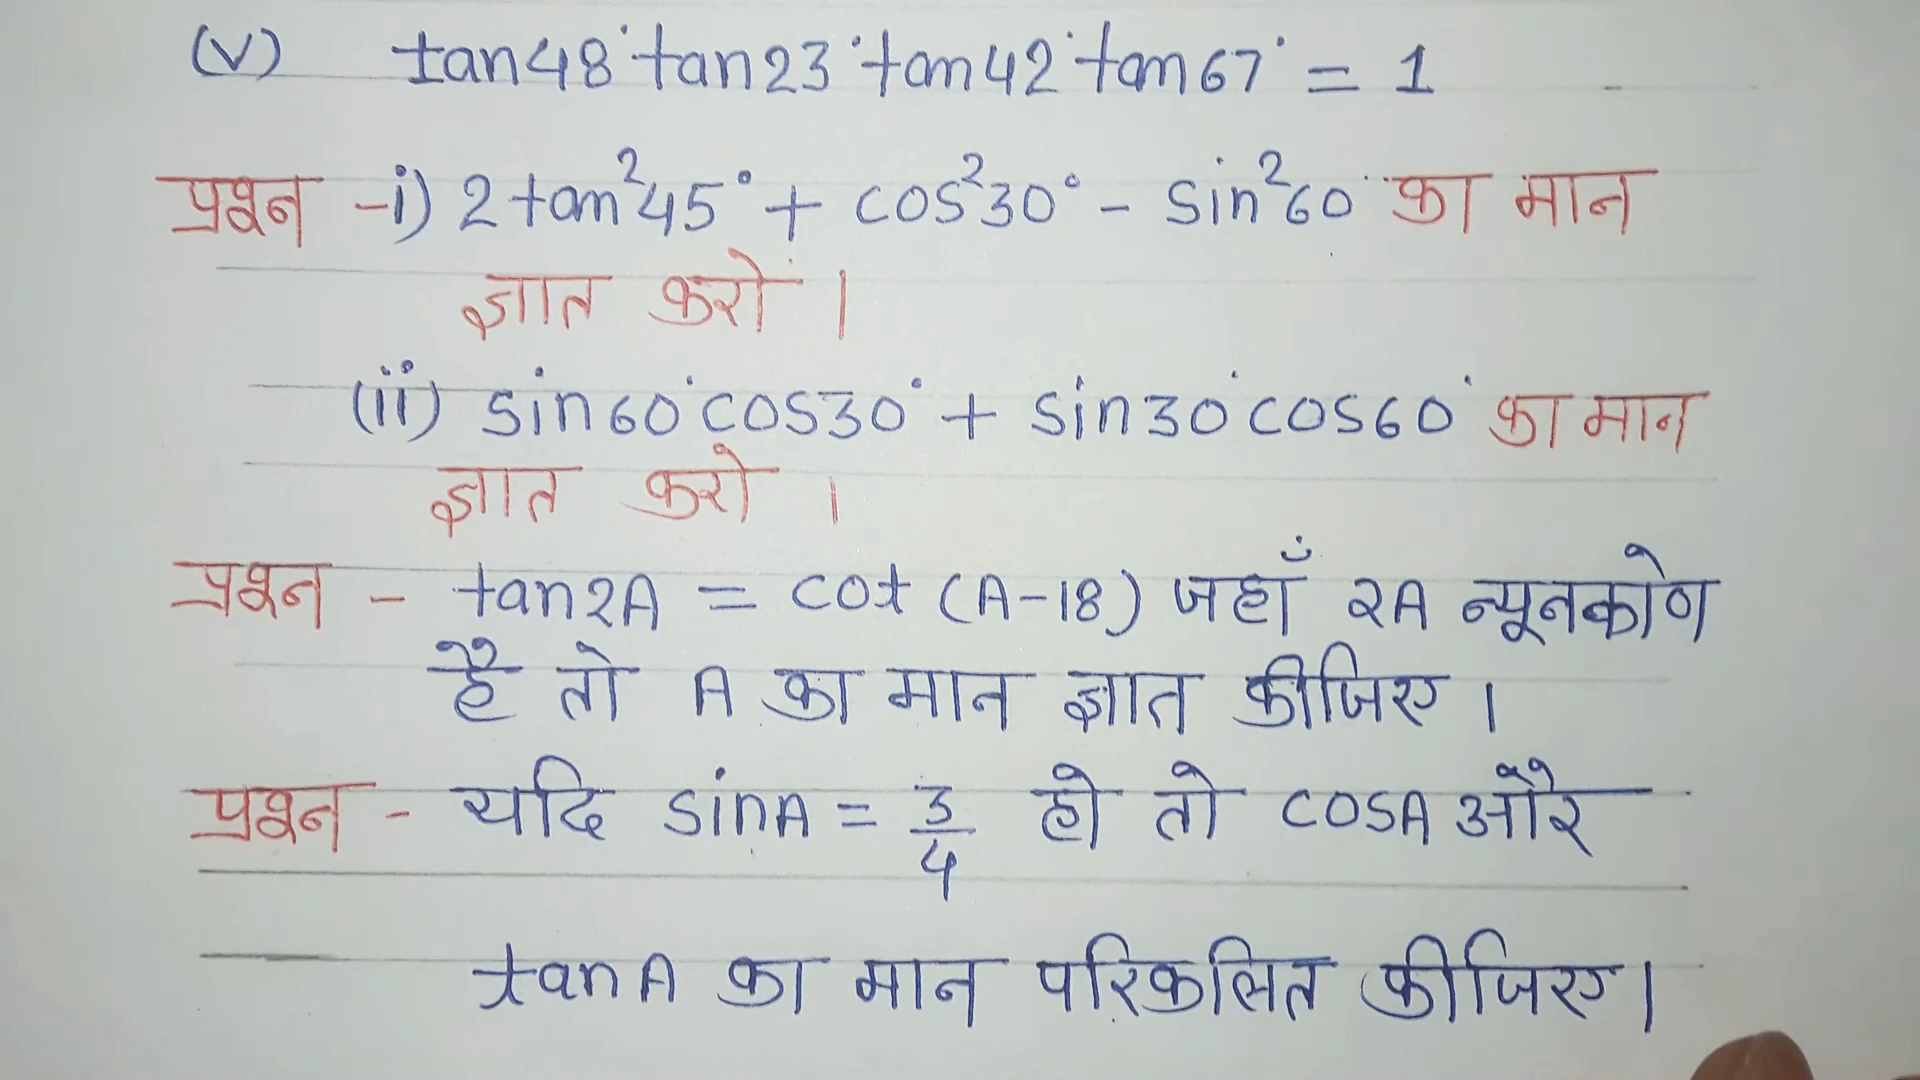 (v) tan48° tan23° tan42° tan67° = 1
प्रश्न -i) 2tan²45° + cos²30° - sin²60° का मान
ज्ञात करो ।
(ii) sin60° cos30° + sin30° cos60° का मान
ज्ञात करो ।
प्रश्न - tan2A = cot (A-18) जहाँ 2A न्यूनकोण
है तो A का मान ज्ञात कीजिए ।
प्रश्न - यदि sinA = 3/4 हो तो cosA और
tanA का मान परिकलित कीजिए ।